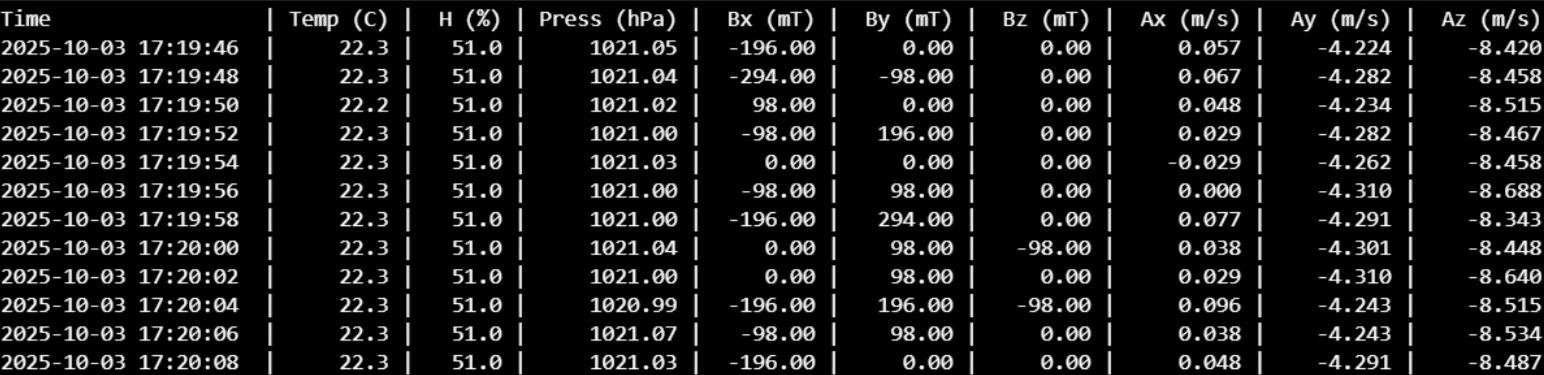 Time | Temp (C) | H (%) | Press (hPa) | Bx (mT) | By (mT) | Bz (mT) | Ax (m/s) | Ay (m/s) | Az (m/s)
2025-10-03 17:19:46 | 22.3 | 51.0 | 1021.05 | -196.00 | 0.00 | 0.00 | 0.057 | -4.224 | -8.420
2025-10-03 17:19:48 | 22.3 | 51.0 | 1021.04 | -294.00 | -98.00 | 0.00 | 0.067 | -4.282 | -8.458
2025-10-03 17:19:50 | 22.2 | 51.0 | 1021.02 | 98.00 | 0.00 | 0.00 | 0.048 | -4.234 | -8.515
2025-10-03 17:19:52 | 22.3 | 51.0 | 1021.00 | -98.00 | 196.00 | 0.00 | 0.029 | -4.282 | -8.467
2025-10-03 17:19:54 | 22.3 | 51.0 | 1021.03 | 0.00 | 0.00 | 0.00 | -0.029 | -4.262 | -8.458
2025-10-03 17:19:56 | 22.3 | 51.0 | 1021.00 | -98.00 | 98.00 | 0.00 | 0.000 | -4.310 | -8.688
2025-10-03 17:19:58 | 22.3 | 51.0 | 1021.00 | -196.00 | 294.00 | 0.00 | 0.077 | -4.291 | -8.343
2025-10-03 17:20:00 | 22.3 | 51.0 | 1021.04 | 0.00 | 98.00 | -98.00 | 0.038 | -4.301 | -8.448
2025-10-03 17:20:02 | 22.3 | 51.0 | 1021.00 | 0.00 | 98.00 | 0.00 | 0.029 | -4.310 | -8.640
2025-10-03 17:20:04 | 22.3 | 51.0 | 1020.99 | -196.00 | 196.00 | -98.00 | 0.096 | -4.243 | -8.515
2025-10-03 17:20:06 | 22.3 | 51.0 | 1021.07 | -98.00 | 98.00 | 0.00 | 0.038 | -4.243 | -8.534
2025-10-03 17:20:08 | 22.3 | 51.0 | 1021.03 | -196.00 | 0.00 | 0.00 | 0.048 | -4.291 | -8.487